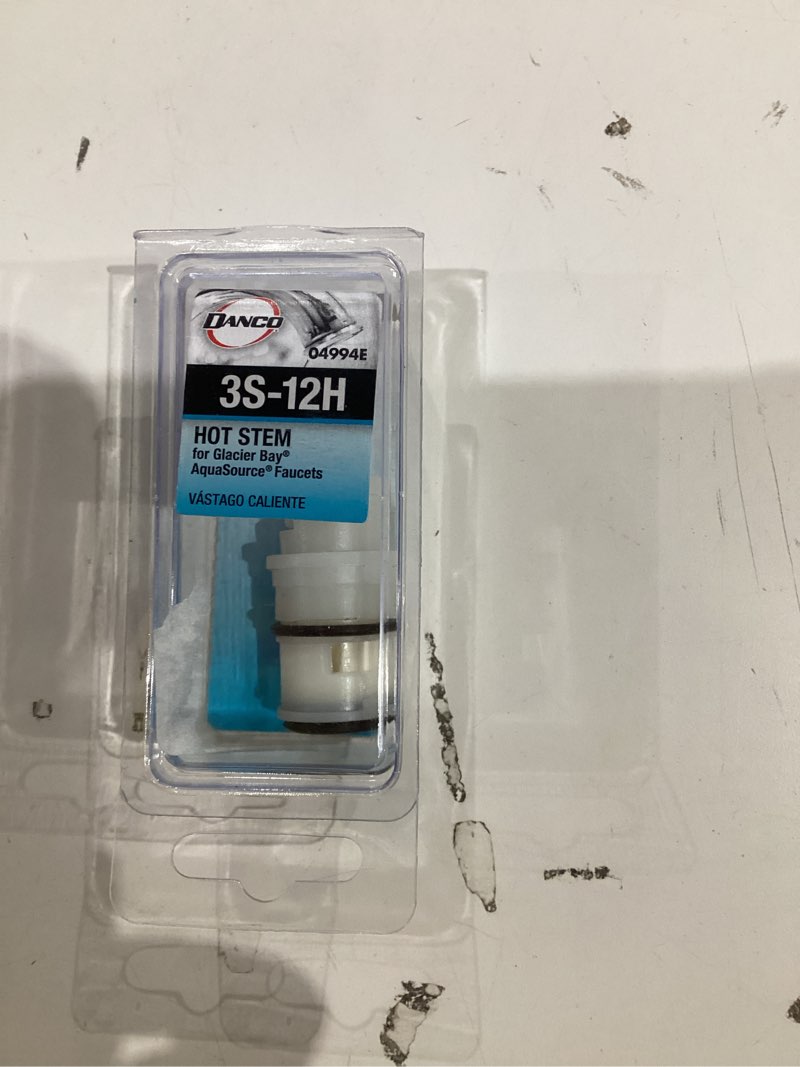 DANCO
04994E
3S-12H
HOT STEM
for Glacier Bay®
AquaSource® Faucets
VÁSTAGO CALIENTE